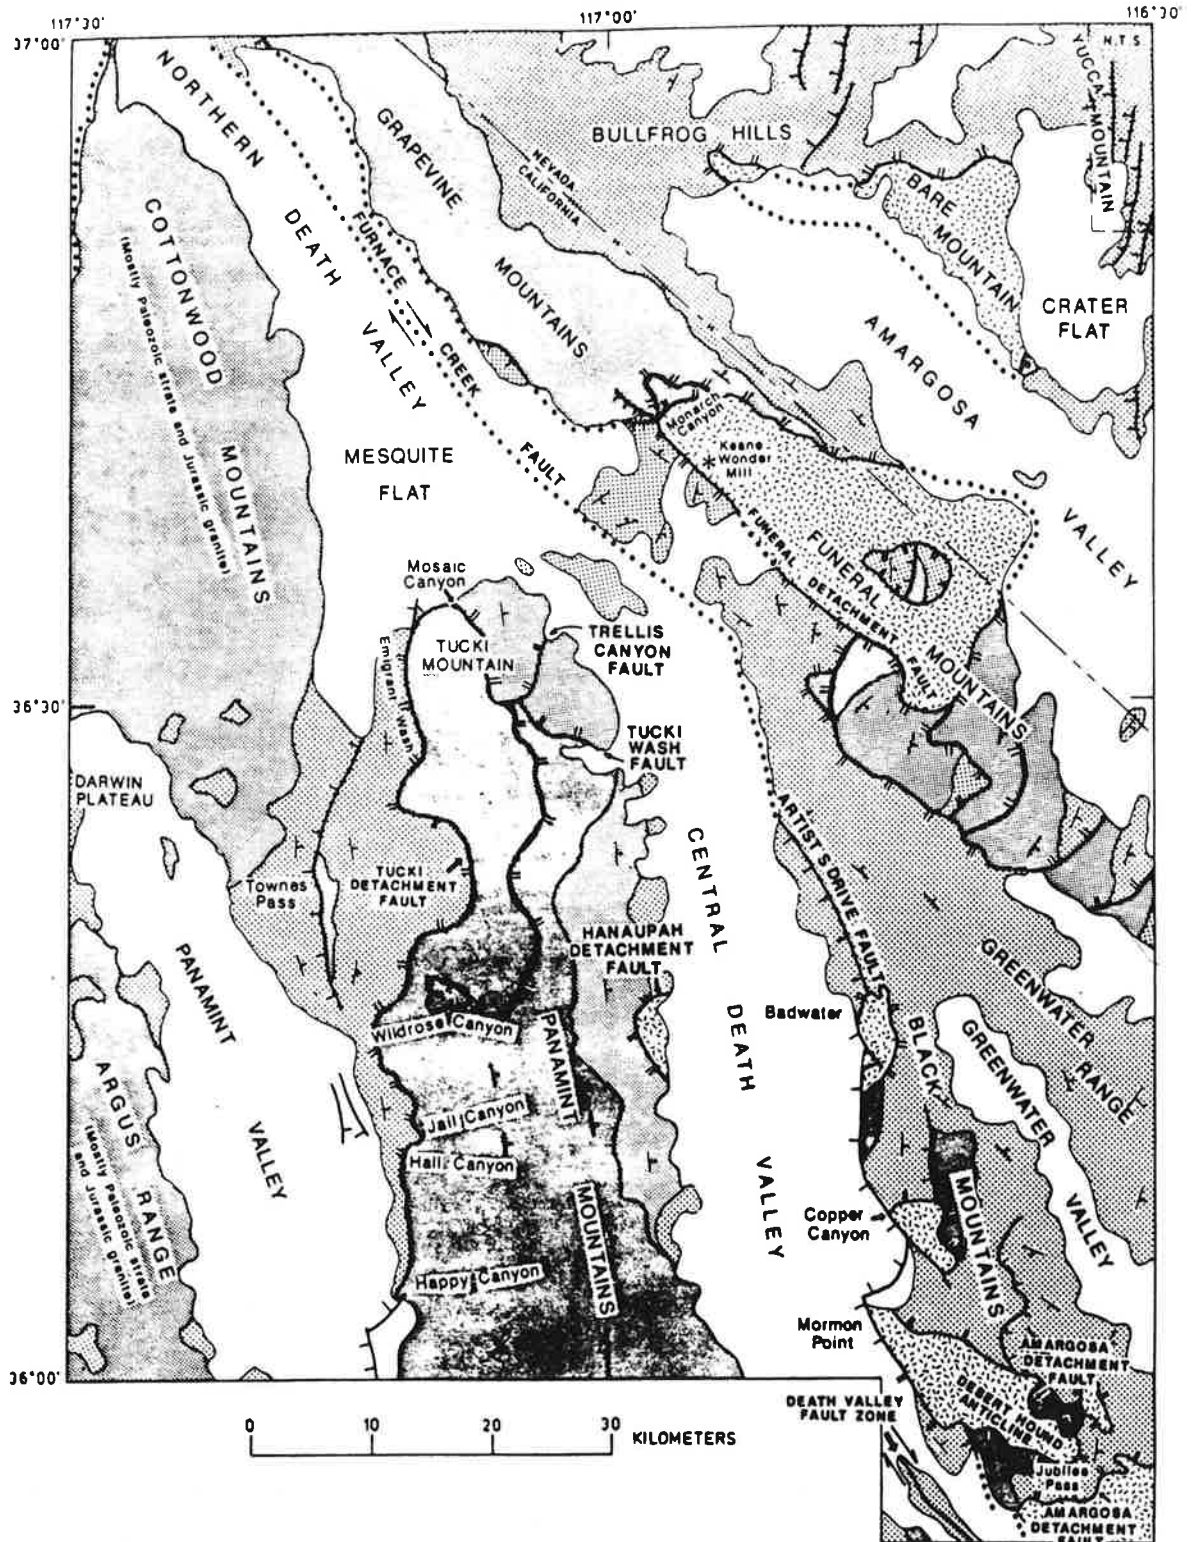 117°30'
117°00'
116°30'
37°00'
N.T.S
YUCCA
MOUNTAIN
NORTHERN
DEATH
VALLEY
GRAPEVINE
MOUNTAINS
BULLFROG HILLS
NEVADA
CALIFORNIA
BARE
MOUNTAIN
CRATER
FLAT
COTTONWOOD
MOUNTAINS
(Mostly Paleozoic strata and Jurassic granite)
FURNACE
CREEK
FAULT
AMARGOSA
VALLEY
MESQUITE
FLAT
Monarch
Canyon
Keane
Wonder
Mill
FUNERAL
MOUNTAINS
FUNERAL DETACHMENT
FAULT
Mosaic
Canyon
TUCKI
MOUNTAIN
Emigrant Wash
TRELLIS
CANYON
FAULT
36°30'
TUCKI
WASH
FAULT
DARWIN
PLATEAU
Townes
Pass
TUCKI
DETACHMENT
FAULT
ARTISTS DRIVE FAULTS
CENTRAL
DEATH
VALLEY
HANAUPAH
DETACHMENT
FAULT
PANAMINT
VALLEY
GREENWATER
RANGE
Wildrose Canyon
PANAMINT
MOUNTAINS
Badwater
BLACK
MOUNTAINS
GREENWATER
VALLEY
ARGUS
RANGE
(Mostly Paleozoic strata
and Jurassic granite)
Jail Canyon
Hall Canyon
Happy Canyon
Copper
Canyon
Mormon
Point
AMARGOSA
DETACHMENT
FAULT
36°00'
DESERT HOUND
ANTICLINE
DEATH VALLEY
FAULT ZONE
0
10
20
30
KILOMETERS
Jubilee
Pass
AMARGOSA
DETACHMENT
FAULT